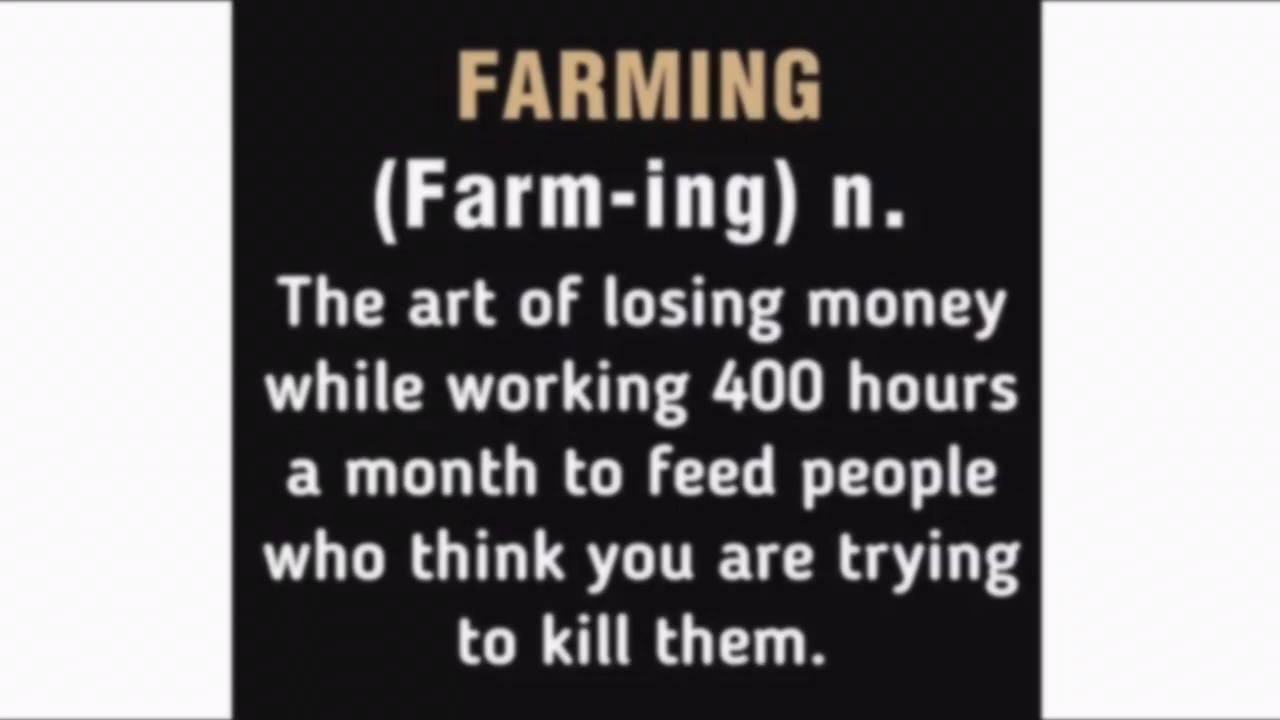 FARMING
(Farm-ing) n.
The art of losing money
while working 400 hours
a month to feed people
who think you are trying
to kill them.